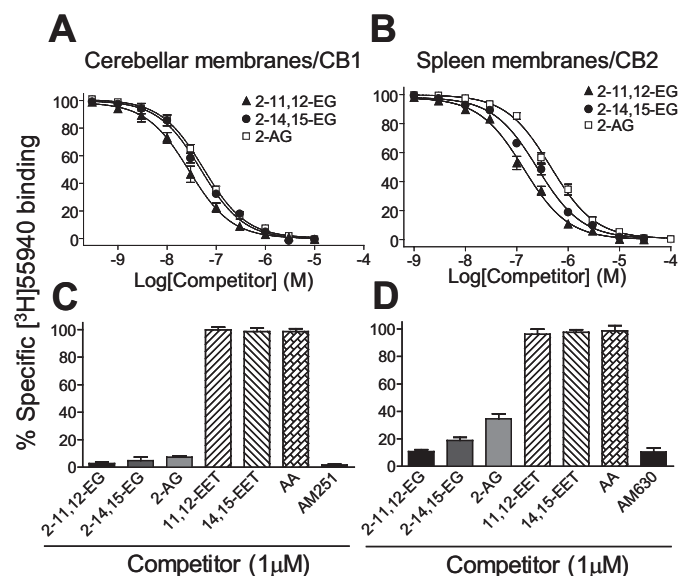 A
Cerebellar membranes/CB1
B
Spleen membranes/CB2
% Specific [³H]55940 binding
100
80
60
40
20
0
2-11,12-EG
2-14,15-EG
2-AG
-9
-8
-7
-6
-5
-4
Log[Competitor] (M)
100
80
60
40
20
0
2-11,12-EG
2-14,15-EG
2-AG
-9
-8
-7
-6
-5
-4
Log[Competitor] (M)
C
100
80
60
40
20
0
2-11,12-EG
2-14,15-EG
2-AG
11,12-EET
14,15-EET
AA
AM251
Competitor (1µM)
D
100
80
60
40
20
0
2-11,12-EG
2-14,15-EG
2-AG
11,12-EET
14,15-EET
AA
AM630
Competitor (1µM)